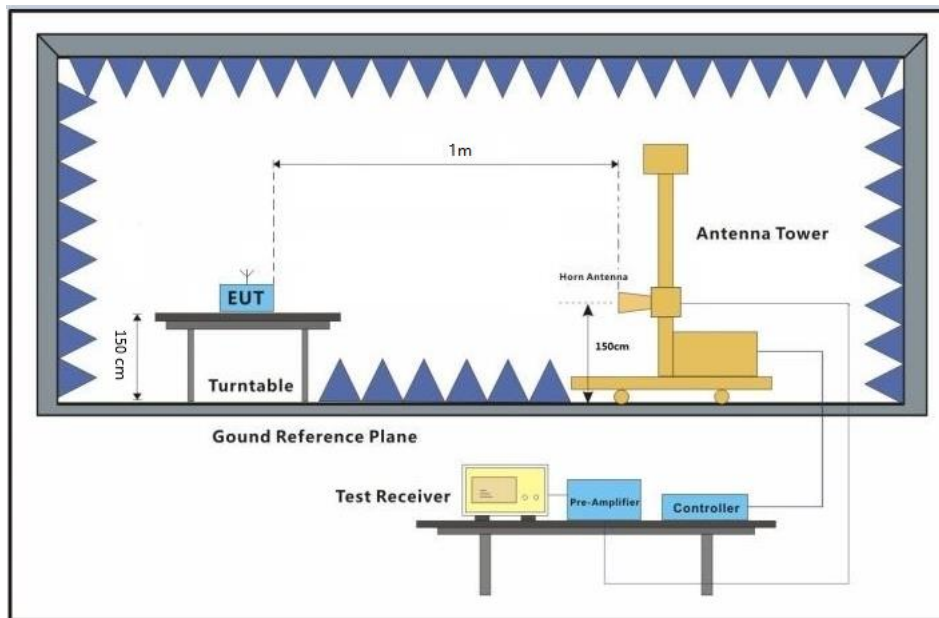 1m
Antenna Tower
Horn Antenna
EUT
150 cm
150cm
Turntable
Gound Reference Plane
Test Receiver
Pre-Amplifier
Controller